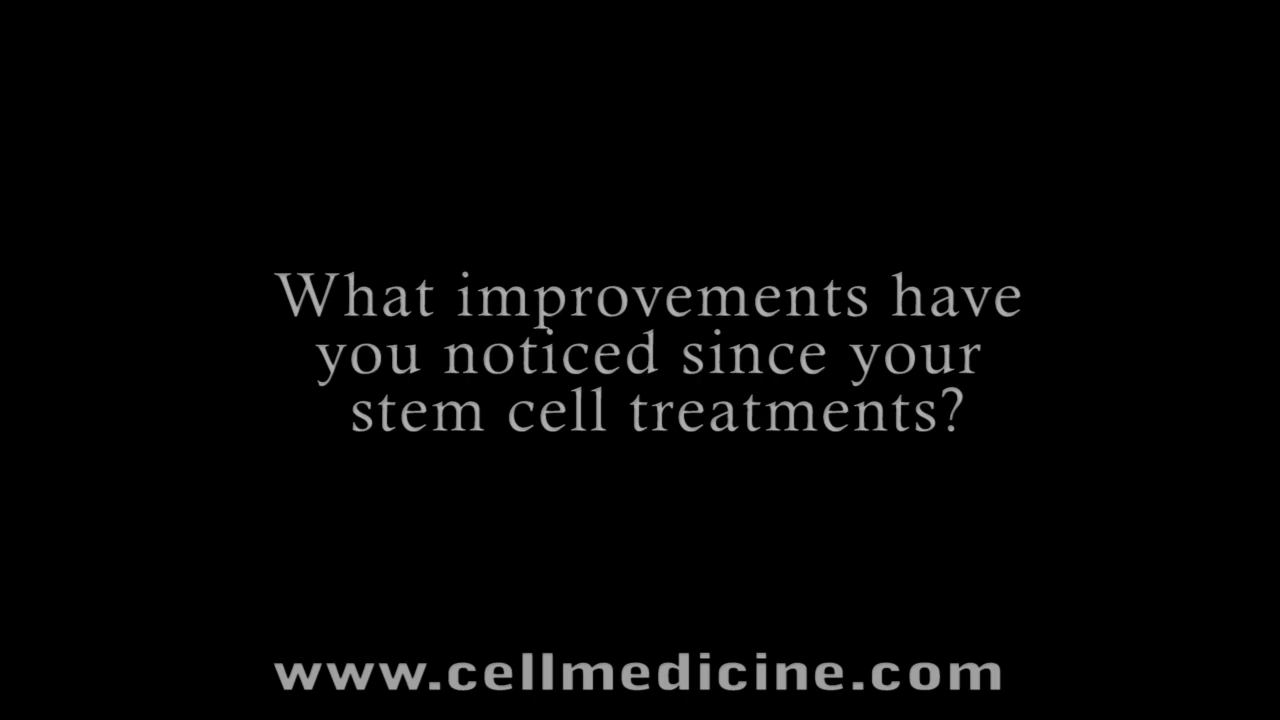 What improvements have
you noticed since your
stem cell treatments?
www.cellmedicine.com